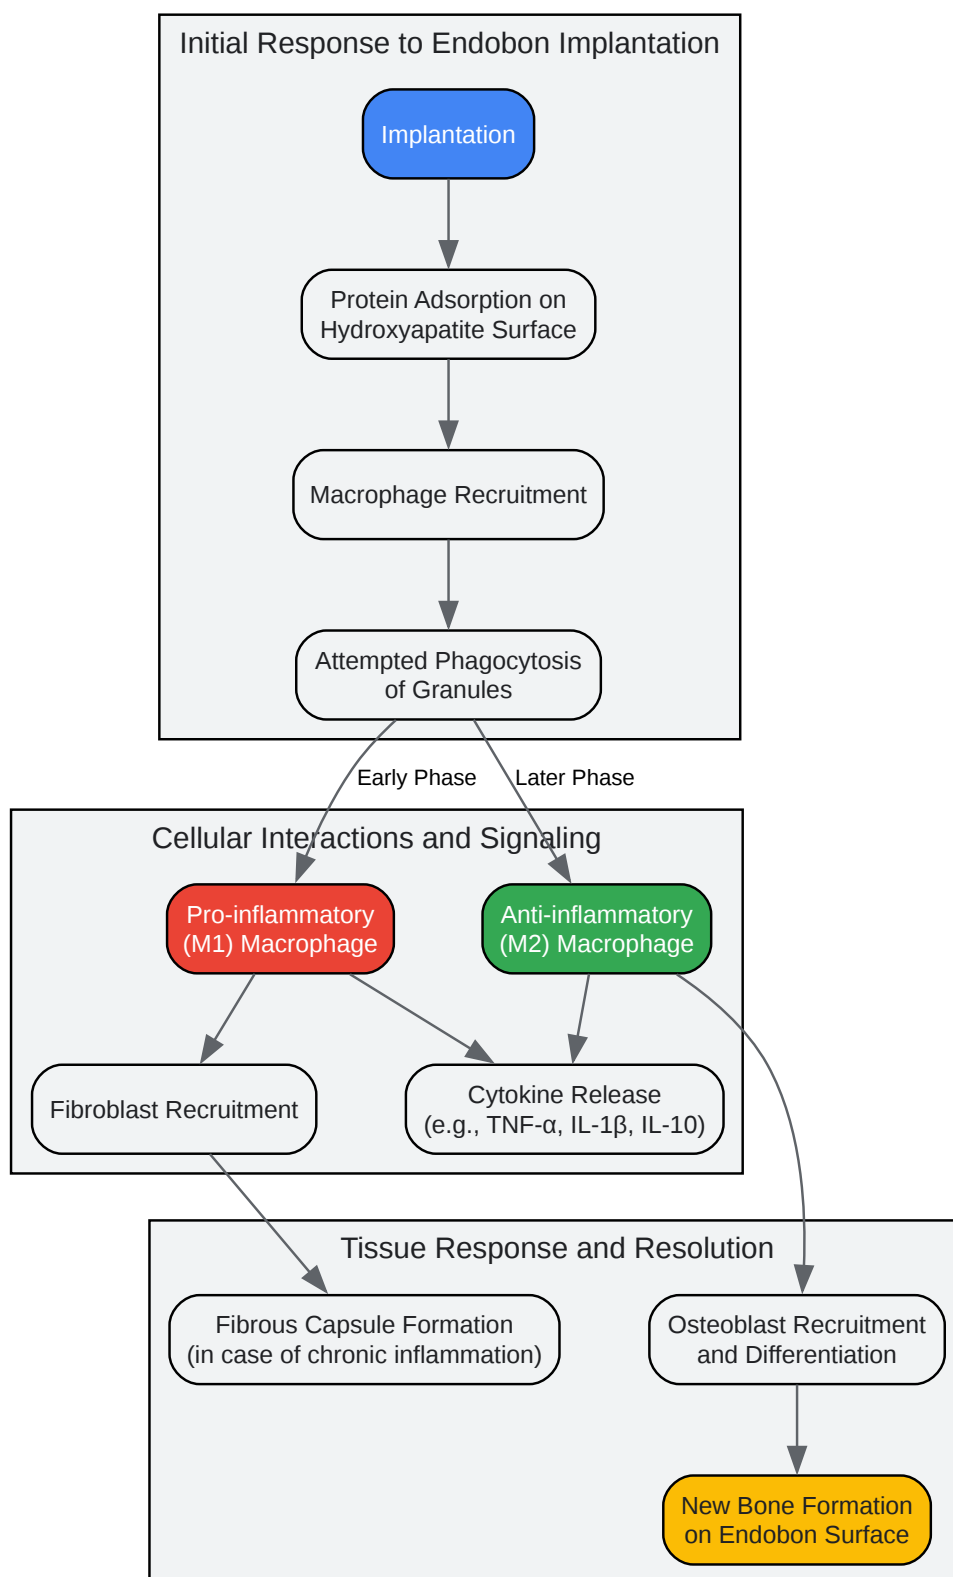 Initial Response to Endobon Implantation
Implantation
Protein Adsorption on
Hydroxyapatite Surface
Macrophage Recruitment
Attempted Phagocytosis
of Granules
Early Phase
Later Phase
Cellular Interactions and Signaling
Pro-inflammatory
(M1) Macrophage
Anti-inflammatory
(M2) Macrophage
Fibroblast Recruitment
Cytokine Release
(e.g., TNF-α, IL-1β, IL-10)
Tissue Response and Resolution
Fibrous Capsule Formation
(in case of chronic inflammation)
Osteoblast Recruitment
and Differentiation
New Bone Formation
on Endobon Surface